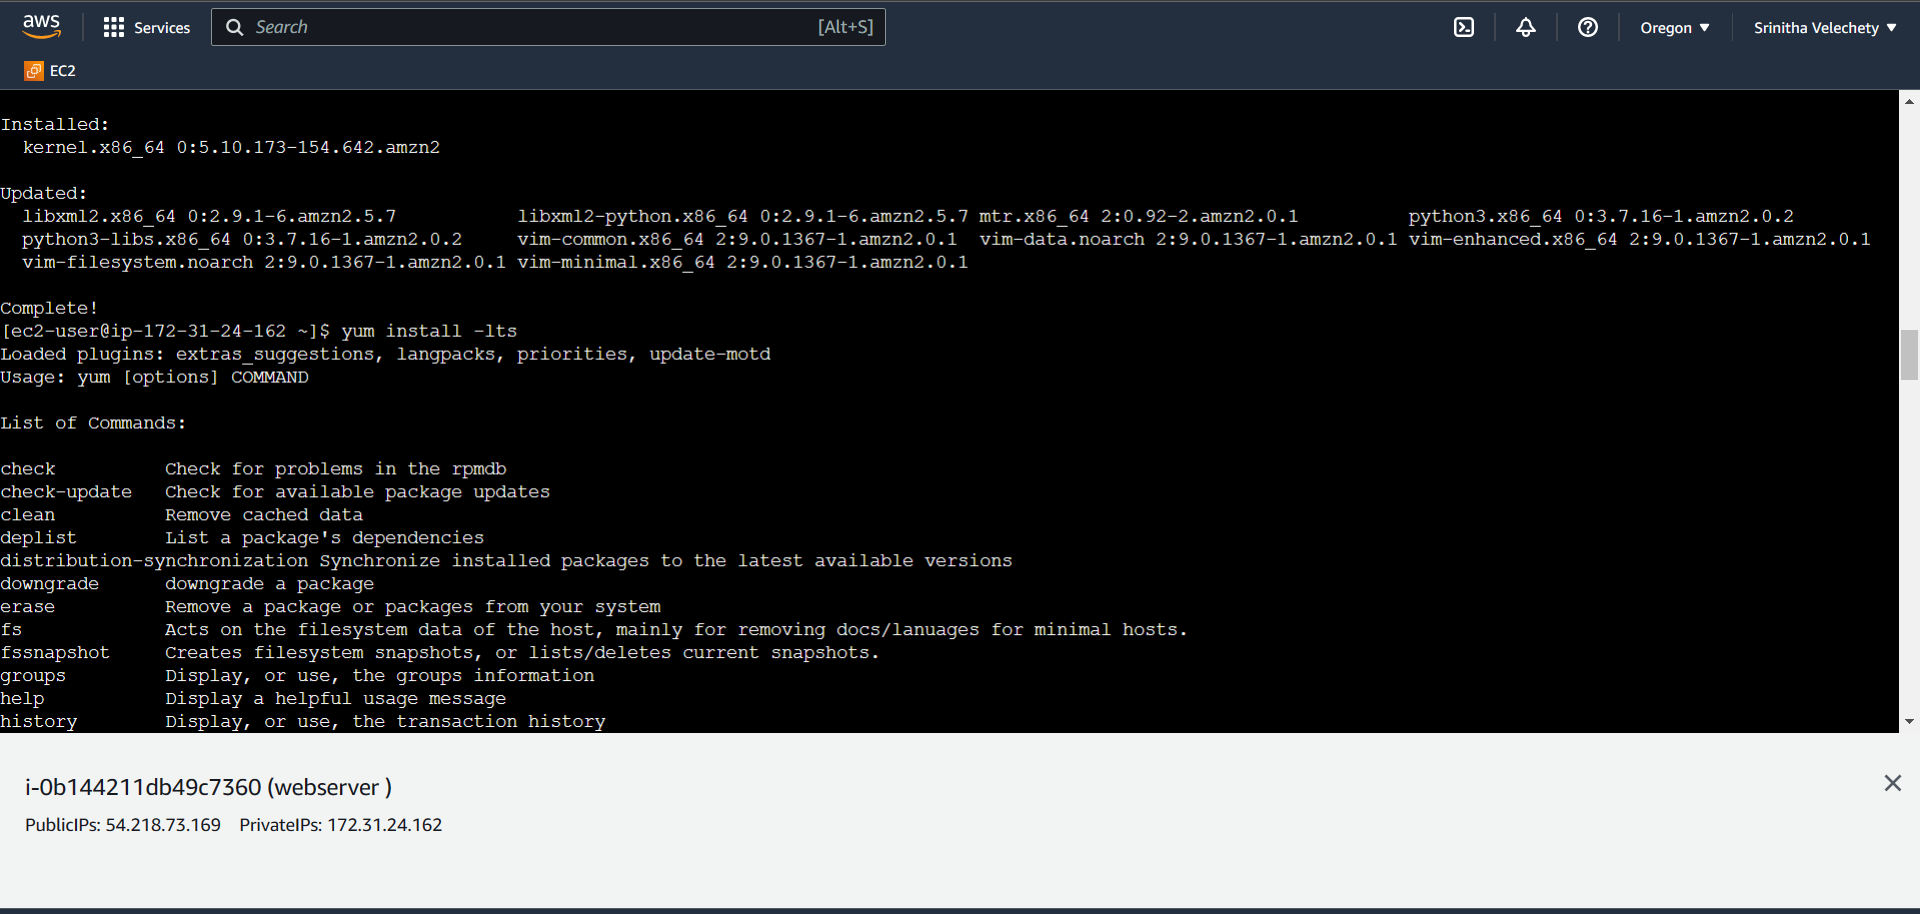 aws Services Search [Alt+S] Oregon ▼ Srinitha Velechety ▼
EC2
Installed:
  kernel.x86_64 0:5.10.173-154.642.amzn2
Updated:
  libxml2.x86_64 0:2.9.1-6.amzn2.5.7 libxml2-python.x86_64 0:2.9.1-6.amzn2.5.7 mtr.x86_64 2:0.92-2.amzn2.0.1 python3.x86_64 0:3.7.16-1.amzn2.0.2
  python3-libs.x86_64 0:3.7.16-1.amzn2.0.2 vim-common.x86_64 2:9.0.1367-1.amzn2.0.1 vim-data.noarch 2:9.0.1367-1.amzn2.0.1 vim-enhanced.x86_64 2:9.0.1367-1.amzn2.0.1
  vim-filesystem.noarch 2:9.0.1367-1.amzn2.0.1 vim-minimal.x86_64 2:9.0.1367-1.amzn2.0.1
Complete!
[ec2-user@ip-172-31-24-162 ~]$ yum install -lts
Loaded plugins: extras_suggestions, langpacks, priorities, update-motd
Usage: yum [options] COMMAND
List of Commands:
check          Check for problems in the rpmdb
check-update   Check for available package updates
clean          Remove cached data
deplist        List a package's dependencies
distribution-synchronization Synchronize installed packages to the latest available versions
downgrade      downgrade a package
erase          Remove a package or packages from your system
fs             Acts on the filesystem data of the host, mainly for removing docs/lanuages for minimal hosts.
fssnapshot     Creates filesystem snapshots, or lists/deletes current snapshots.
groups         Display, or use, the groups information
help           Display a helpful usage message
history        Display, or use, the transaction history
i-0b144211db49c7360 (webserver )
PublicIPs: 54.218.73.169 PrivateIPs: 172.31.24.162